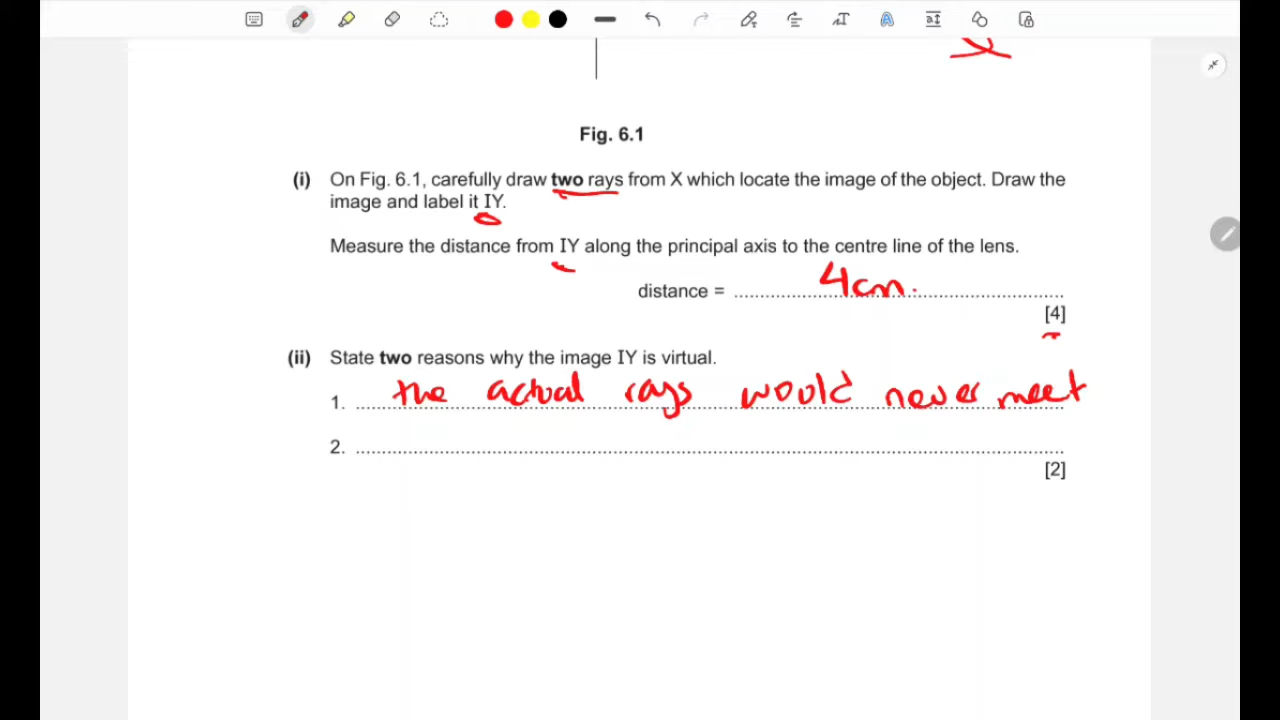 Fig. 6.1
(i) On Fig. 6.1, carefully draw two rays from X which locate the image of the object. Draw the
image and label it IY.
Measure the distance from IY along the principal axis to the centre line of the lens.
distance = 4cm.
[4]
(ii) State two reasons why the image IY is virtual.
1. the actual rays would never meet
2.
[2]